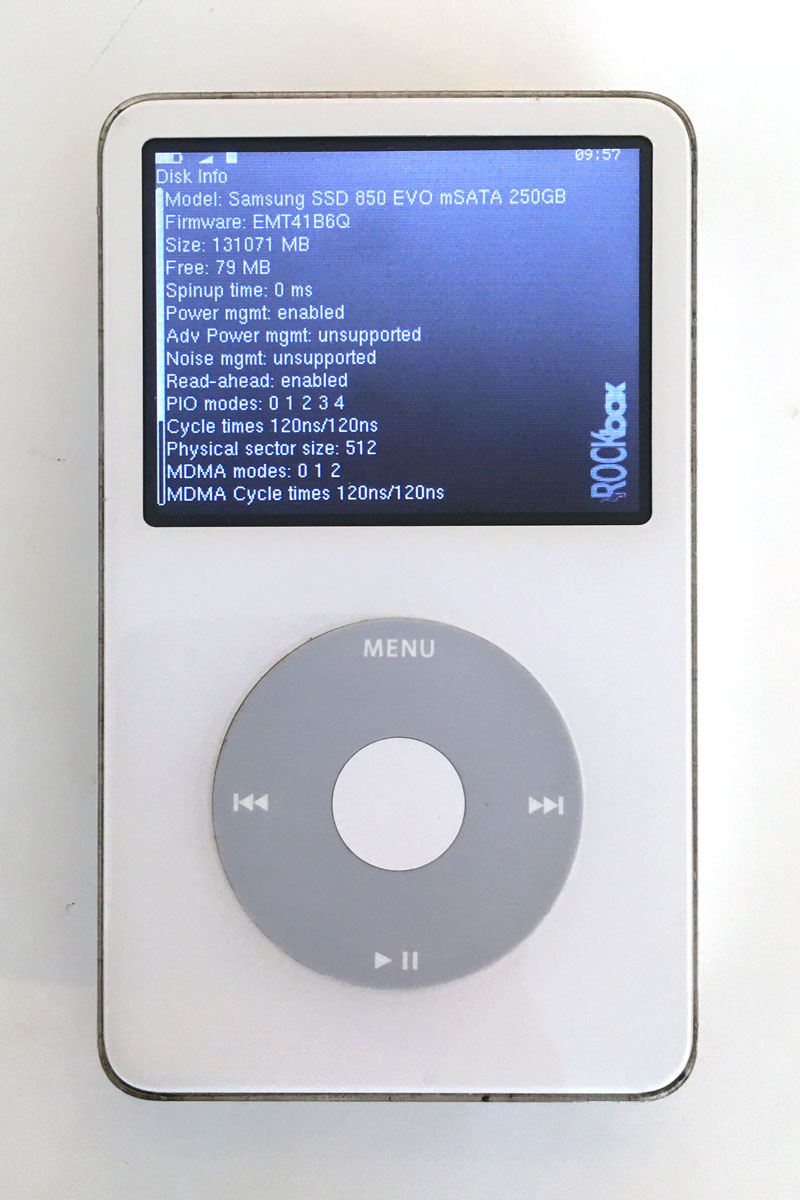 09:57
Disk Info
Model: Samsung SSD 850 EVO mSATA 250GB
Firmware: EMT41B6Q
Size: 131071 MB
Free: 79 MB
Spinup time: 0 ms
Power mgmt: enabled
Adv Power mgmt: unsupported
Noise mgmt: unsupported
Read-ahead: enabled
PIO modes: 0 1 2 3 4
Cycle times 120ns/120ns
Physical sector size: 512
MDMA modes: 0 1 2
MDMA Cycle times 120ns/120ns
ROCKbox
MENU